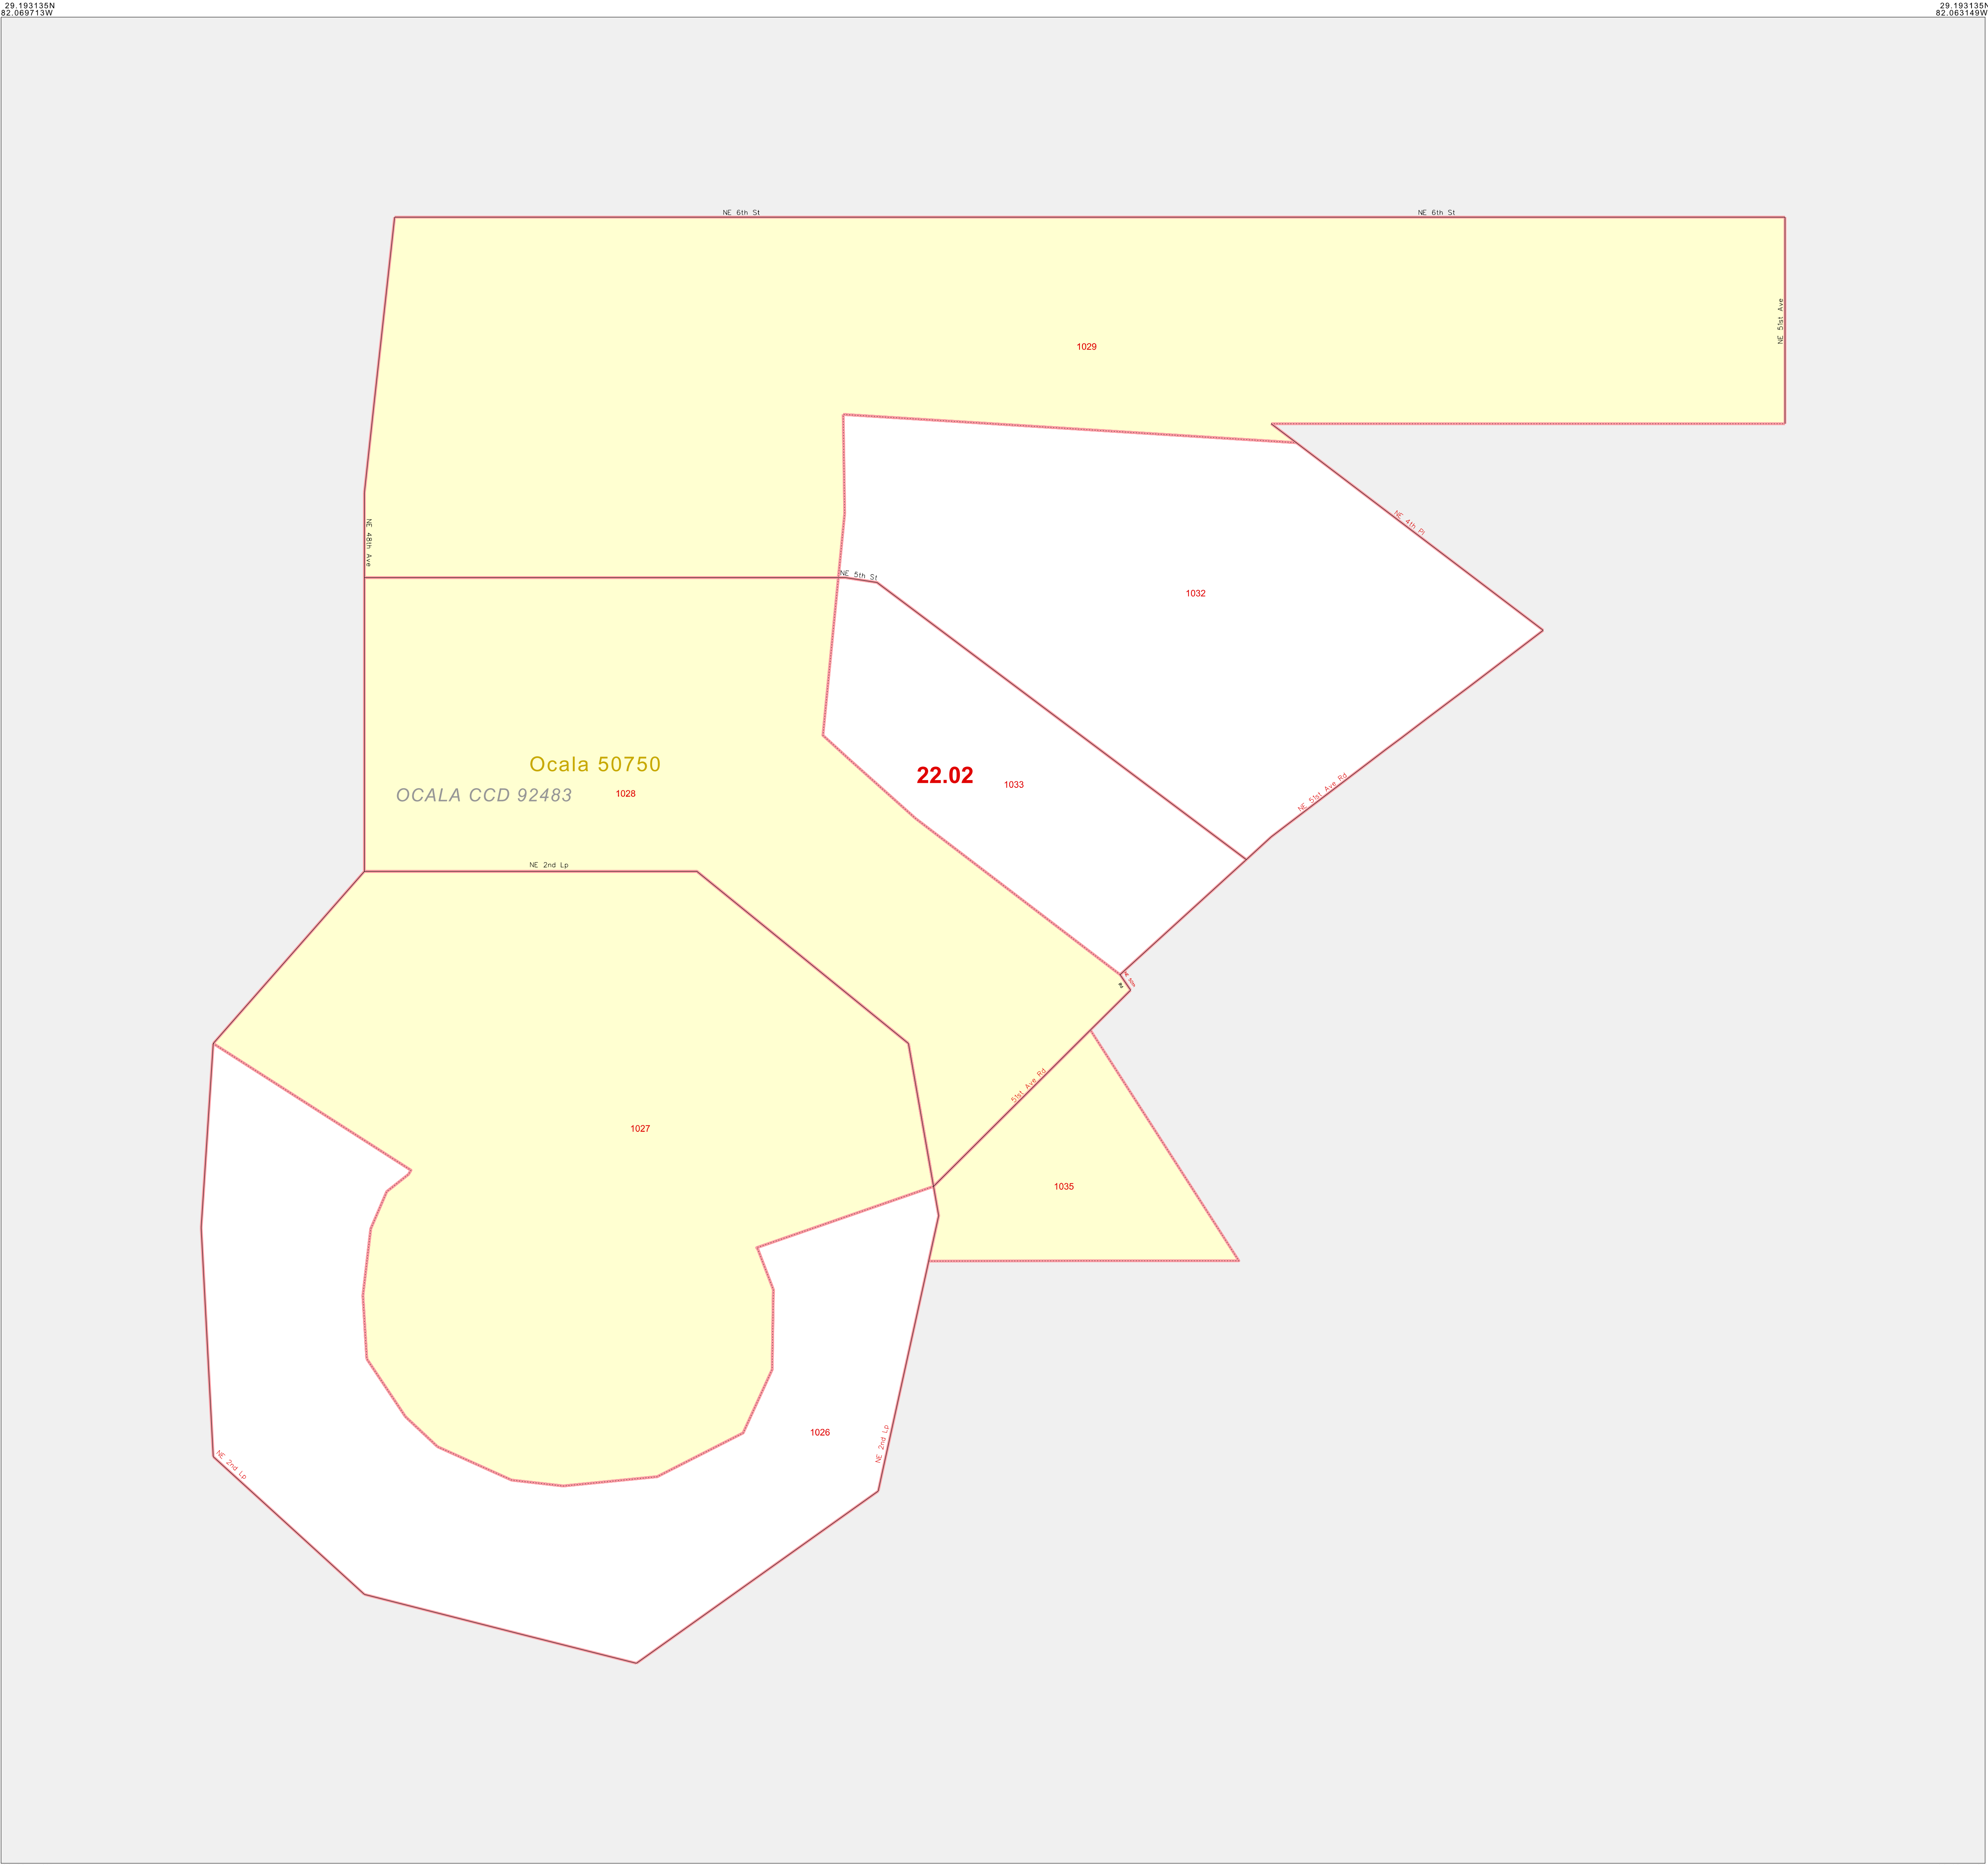 29.193135N
82.069713W
29.193135N
82.063149W
NE 6th St
NE 6th St
NE 51st Ave
1029
NE 48th Ave
NE 4th Pl
NE 5th St
1032
Ocala 50750
OCALA CCD 92483
1028
22.02
1033
NE 51st Ave Rd
NE 2nd Lp
51st Ave Rd
1027
1035
1026
NE 2nd Lp
NE 2nd Lp